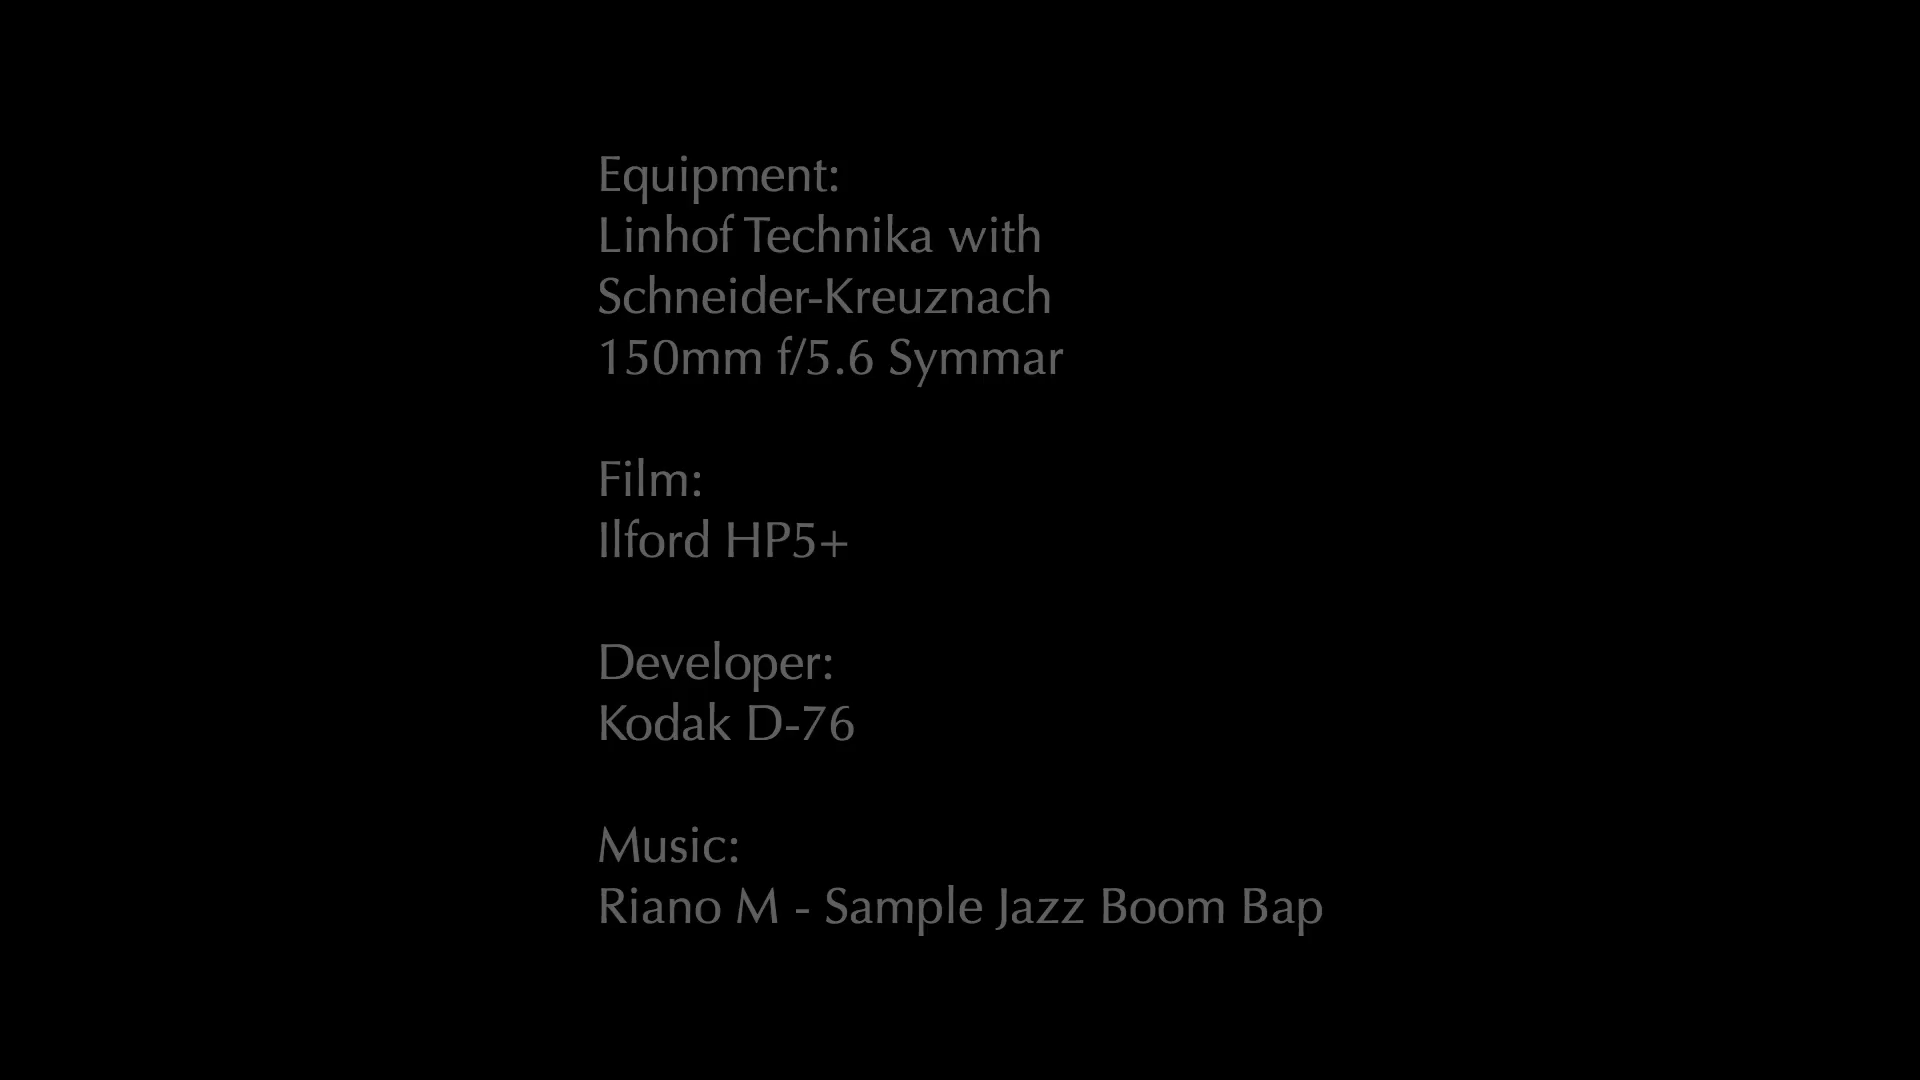 Equipment:
Linhof Technika with
Schneider-Kreuznach
150mm f/5.6 Symmar
Film:
Ilford HP5+
Developer:
Kodak D-76
Music:
Riano M - Sample Jazz Boom Bap